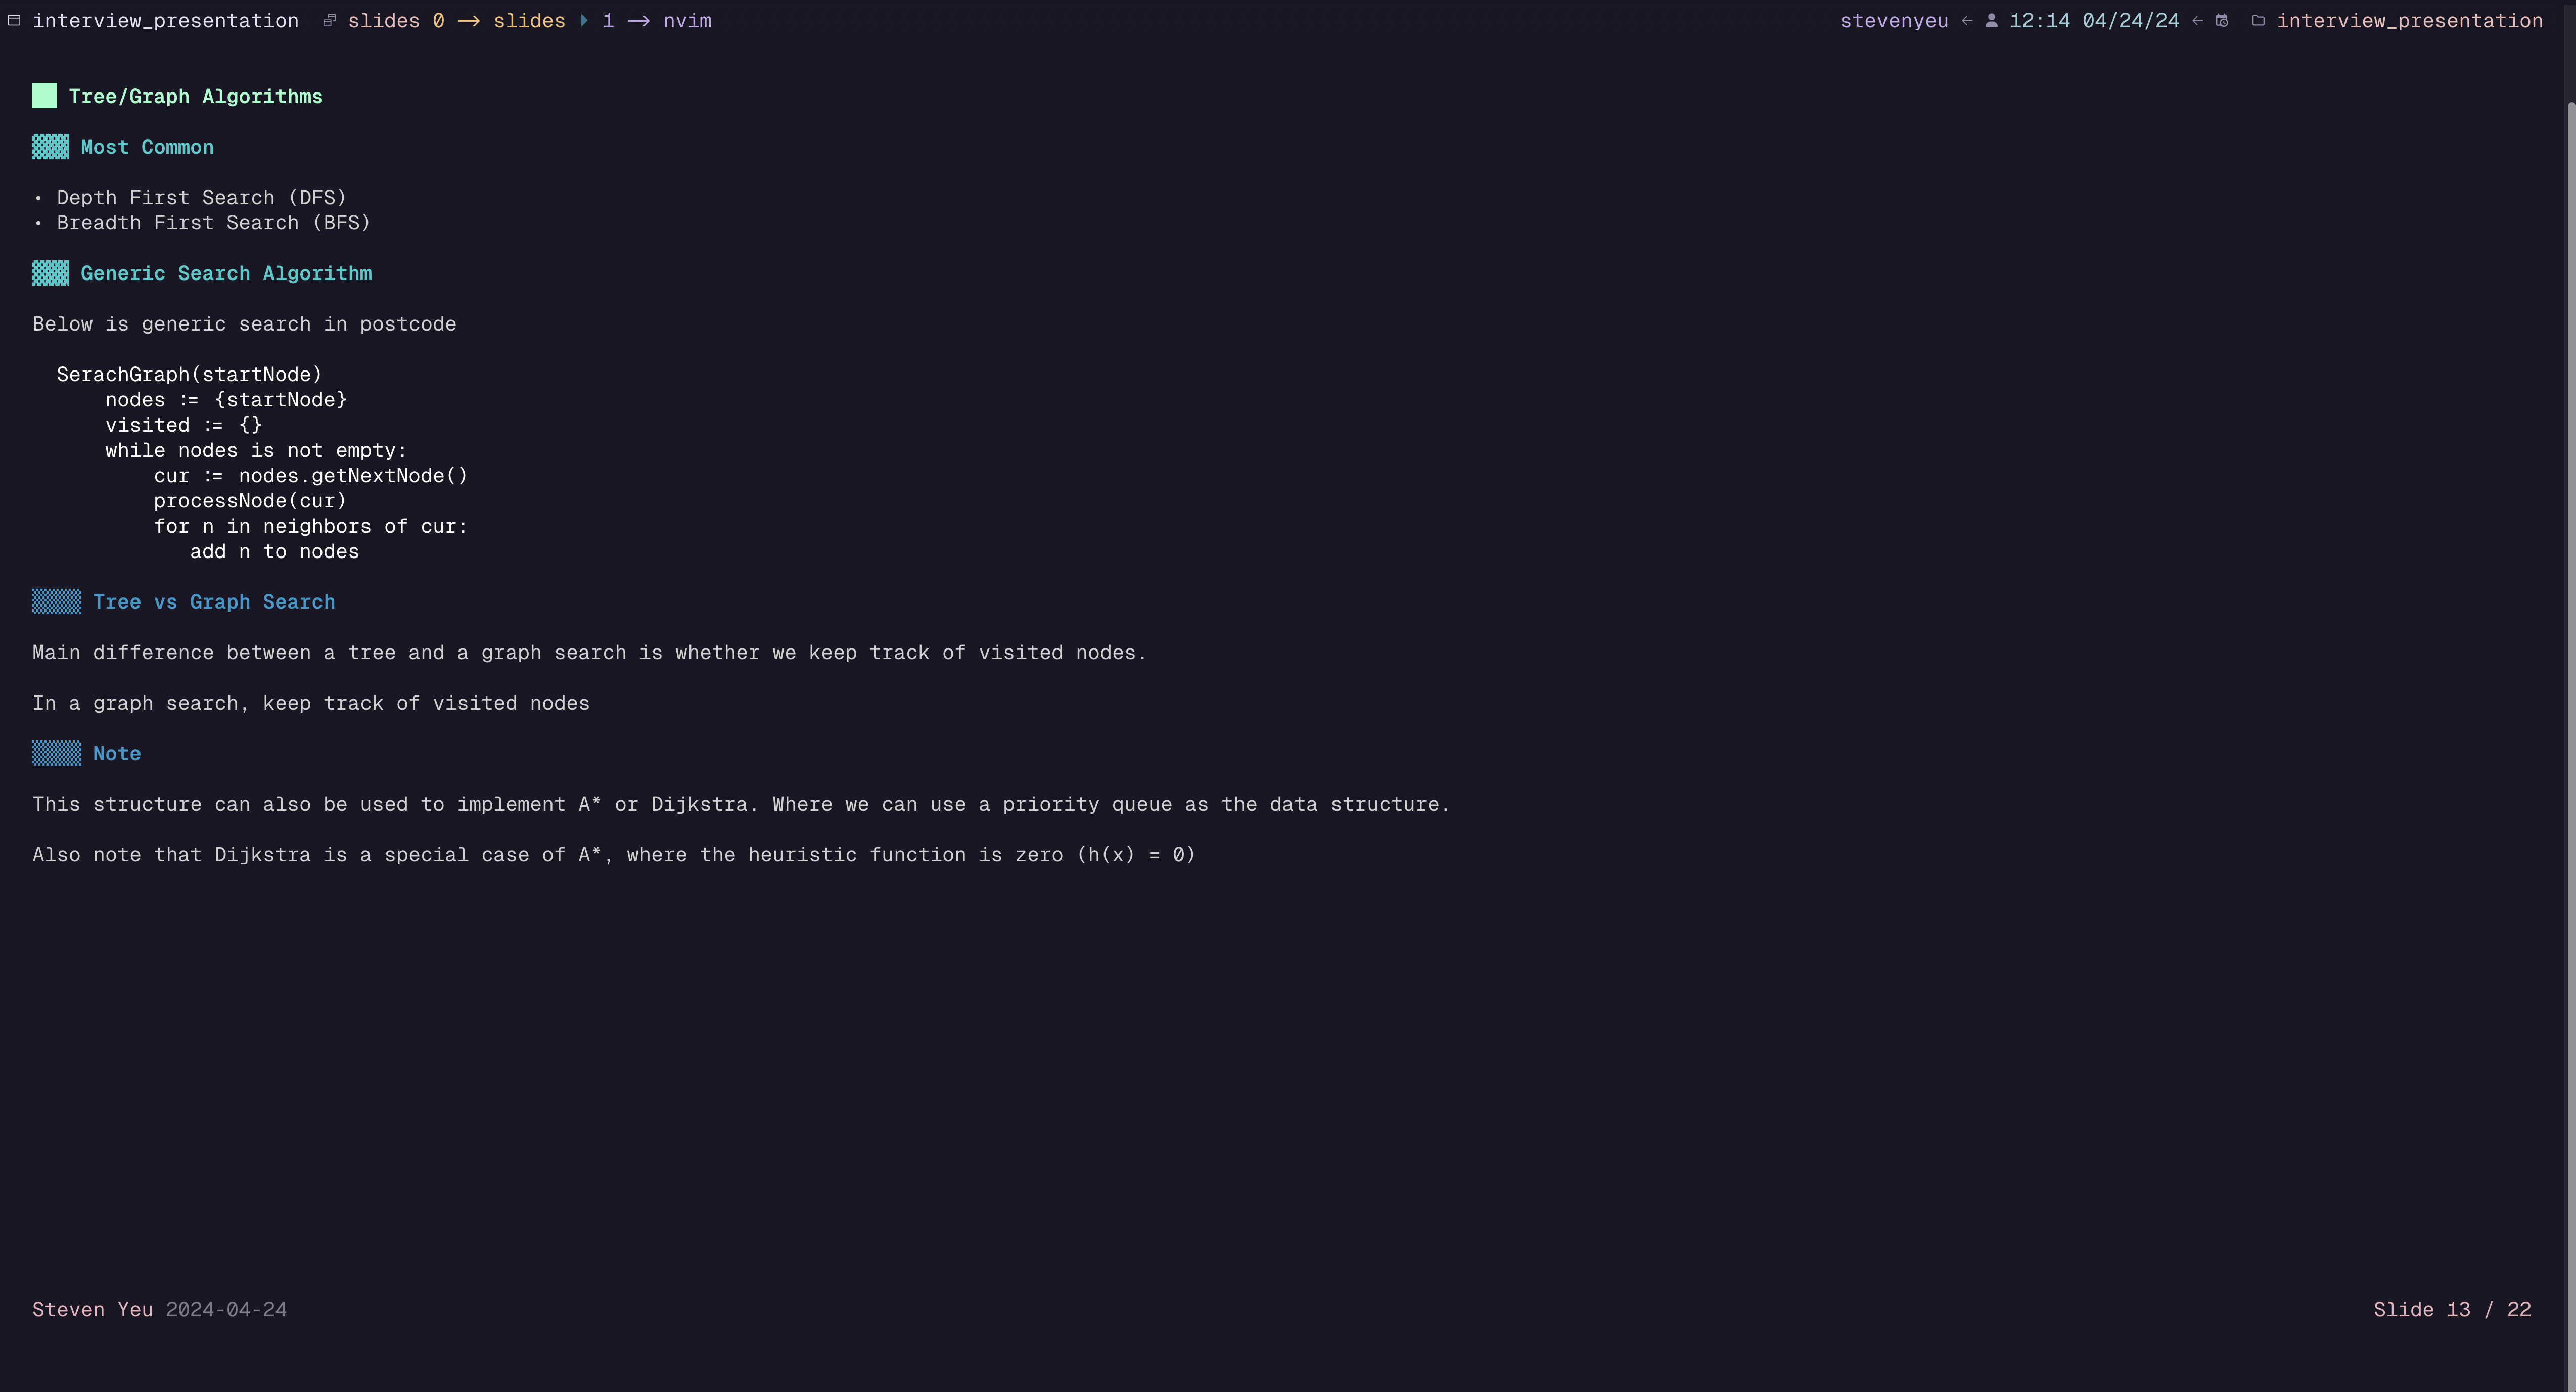 interview_presentation slides 0 → slides 1 → nvim stevenyeu ← 12:14 04/24/24 ← interview_presentation
Tree/Graph Algorithms
Most Common
• Depth First Search (DFS)
• Breadth First Search (BFS)
Generic Search Algorithm
Below is generic search in postcode
SerachGraph(startNode)
    nodes := {startNode}
    visited := {}
    while nodes is not empty:
        cur := nodes.getNextNode()
        processNode(cur)
        for n in neighbors of cur:
           add n to nodes
Tree vs Graph Search
Main difference between a tree and a graph search is whether we keep track of visited nodes.
In a graph search, keep track of visited nodes
Note
This structure can also be used to implement A* or Dijkstra. Where we can use a priority queue as the data structure.
Also note that Dijkstra is a special case of A*, where the heuristic function is zero (h(x) = 0)
Steven Yeu 2024-04-24 Slide 13 / 22